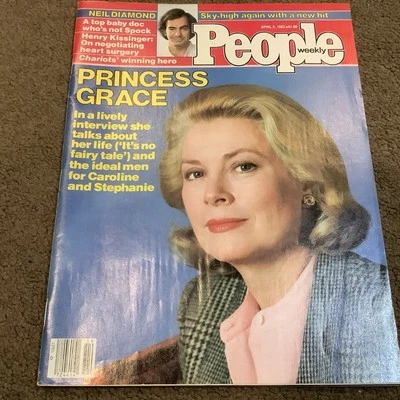 NEIL DIAMOND Sky-high again with a new hit
A top baby doc
who's not Spock
Henry Kissinger:
On negotiating
heart surgery
Chariots' winning hero
People
weekly
PRINCESS
GRACE
In a lively
interview she
talks about
her life ('It's no
fairy tale') and
the ideal men
for Caroline
and Stephanie